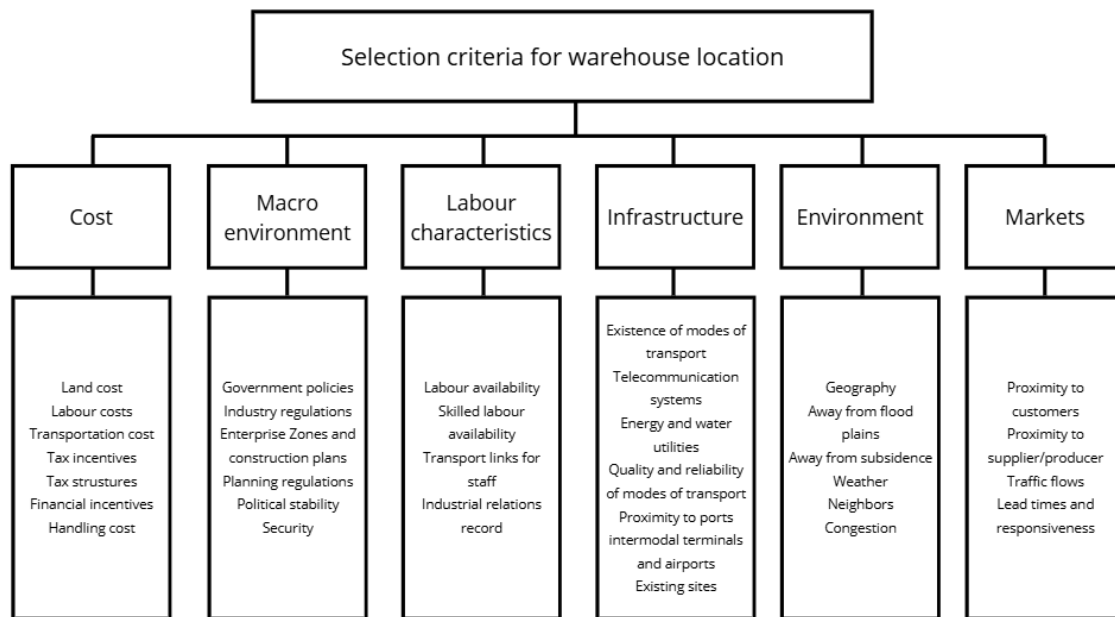 Selection criteria for warehouse location
Cost
Macro
environment
Labour
characteristics
Infrastructure
Environment
Markets
Land cost
Labour costs
Transportation cost
Tax incentives
Tax strustures
Financial incentives
Handling cost
Government policies
Industry regulations
Enterprise Zones and
construction plans
Planning regulations
Political stability
Security
Labour availability
Skilled labour
availability
Transport links for
staff
Industrial relations
record
Existence of modes of
transport
Telecommunication
systems
Energy and water
utilities
Quality and reliability
of modes of transport
Proximity to ports
intermodal terminals
and airports
Existing sites
Geography
Away from flood
plains
Away from subsidence
Weather
Neighbors
Congestion
Proximity to
customers
Proximity to
supplier/producer
Traffic flows
Lead times and
responsiveness